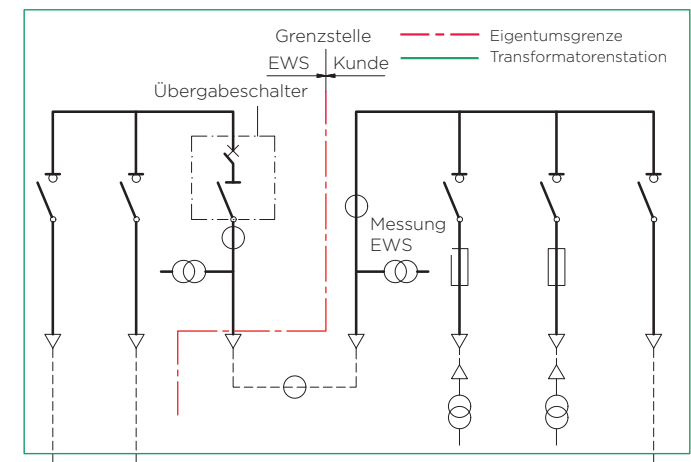 Grenzstelle
EWS Kunde
Eigentumsgrenze
Transformatorenstation
Übergabeschalter
Messung
EWS